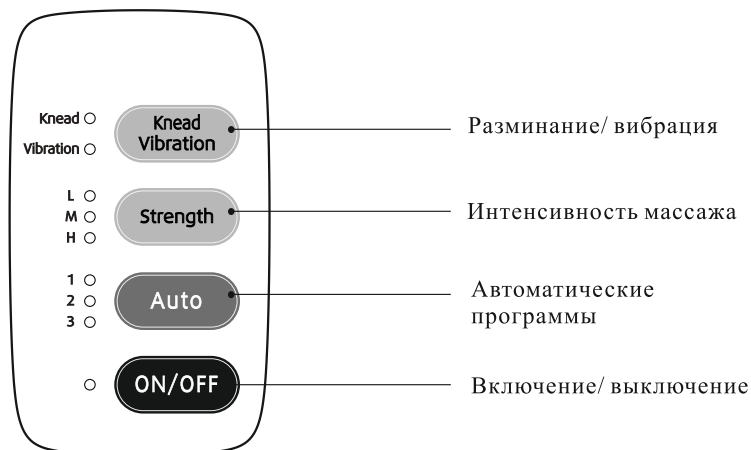 Knead
Vibration
Knead
Vibration
Разминание/ вибрация
L
M
H
Strength
Интенсивность массажа
1
2
3
Auto
Автоматические
программы
ON/OFF
Включение/ выключение